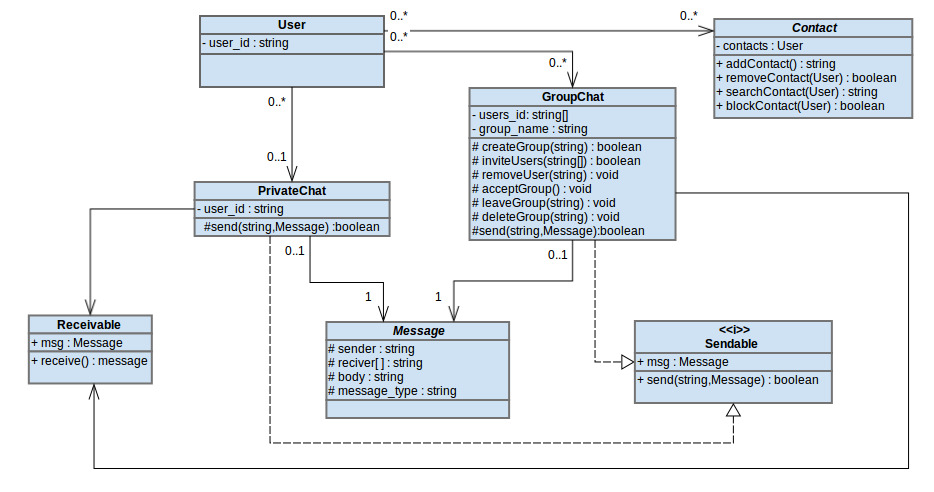 User
- user_id : string
0..*
0..*
0..*
Contact
- contacts : User
+ addContact() : string
+ removeContact(User) : boolean
+ searchContact(User) : string
+ blockContact(User) : boolean
0..*
GroupChat
- users_id: string[]
- group_name : string
# createGroup(string) : boolean
# inviteUsers(string[]) : boolean
# removeUser(string) : void
# acceptGroup() : void
# leaveGroup(string) : void
# deleteGroup(string) : void
#send(string,Message):boolean
0..*
0..1
PrivateChat
- user_id : string
#send(string,Message) :boolean
0..1
0..1
1
1
Receivable
+ msg : Message
+ receive() : message
Message
# sender : string
# reciver[ ] : string
# body : string
# message_type : string
<<i>>
Sendable
+ msg : Message
+ send(string,Message) : boolean